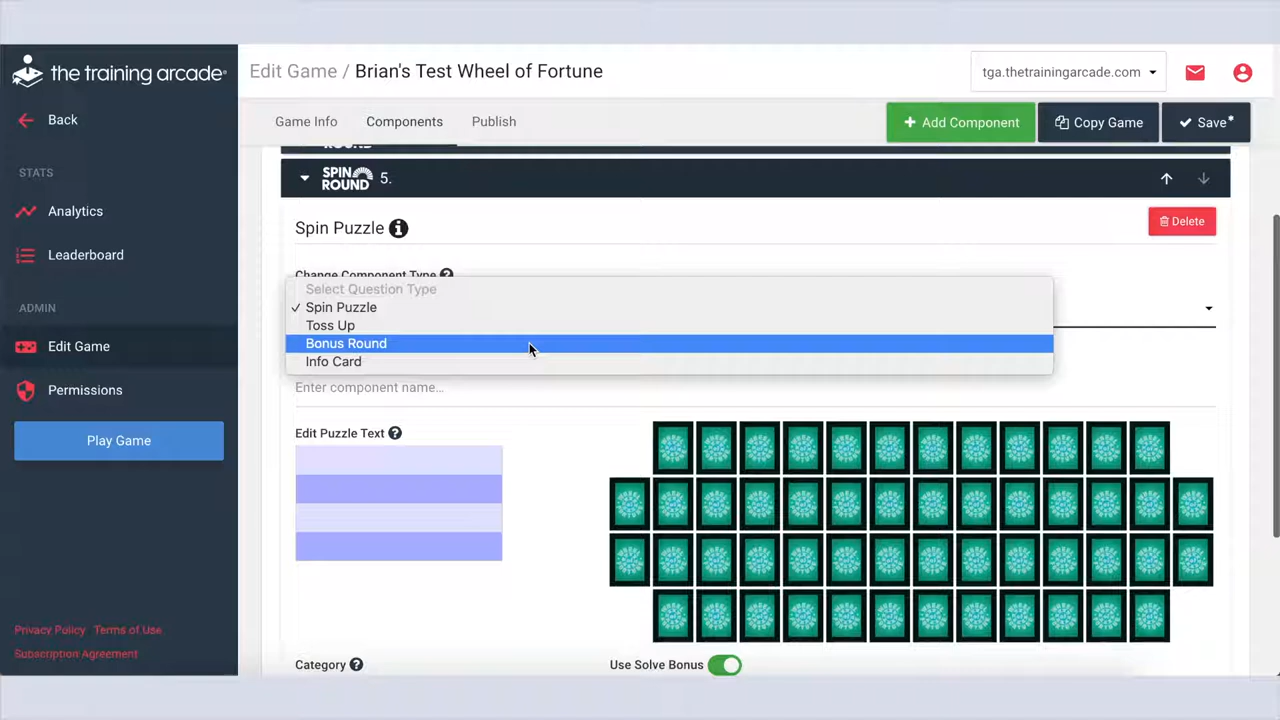 the training arcade
Edit Game / Brian's Test Wheel of Fortune
tga.thetrainingarcade.com
Back
Game Info
Components
Publish
+ Add Component
Copy Game
Save*
STATS
Analytics
Leaderboard
ADMIN
Edit Game
Permissions
Play Game
Privacy Policy Terms of Use
Subscription Agreement
ROUND
SPIN
ROUND
5.
Spin Puzzle
Delete
Change Component Type
Select Question Type
✓ Spin Puzzle
Toss Up
Bonus Round
Info Card
Enter component name...
Edit Puzzle Text
Category
Use Solve Bonus